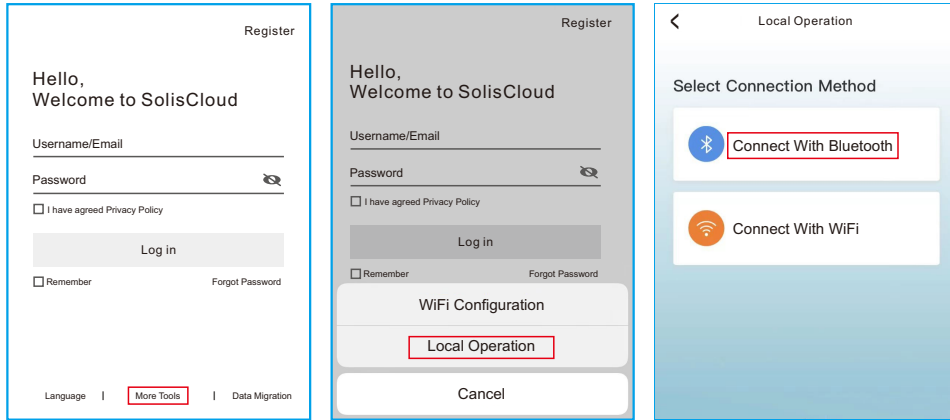 Register
Hello,
Welcome to SolisCloud
Username/Email
Password
I have agreed Privacy Policy
Log in
Remember Forgot Password
Language | More Tools | Data Migration
Register
Hello,
Welcome to SolisCloud
Username/Email
Password
I have agreed Privacy Policy
Log in
Remember Forgot Password
WiFi Configuration
Local Operation
Cancel
Local Operation
Select Connection Method
Connect With Bluetooth
Connect With WiFi